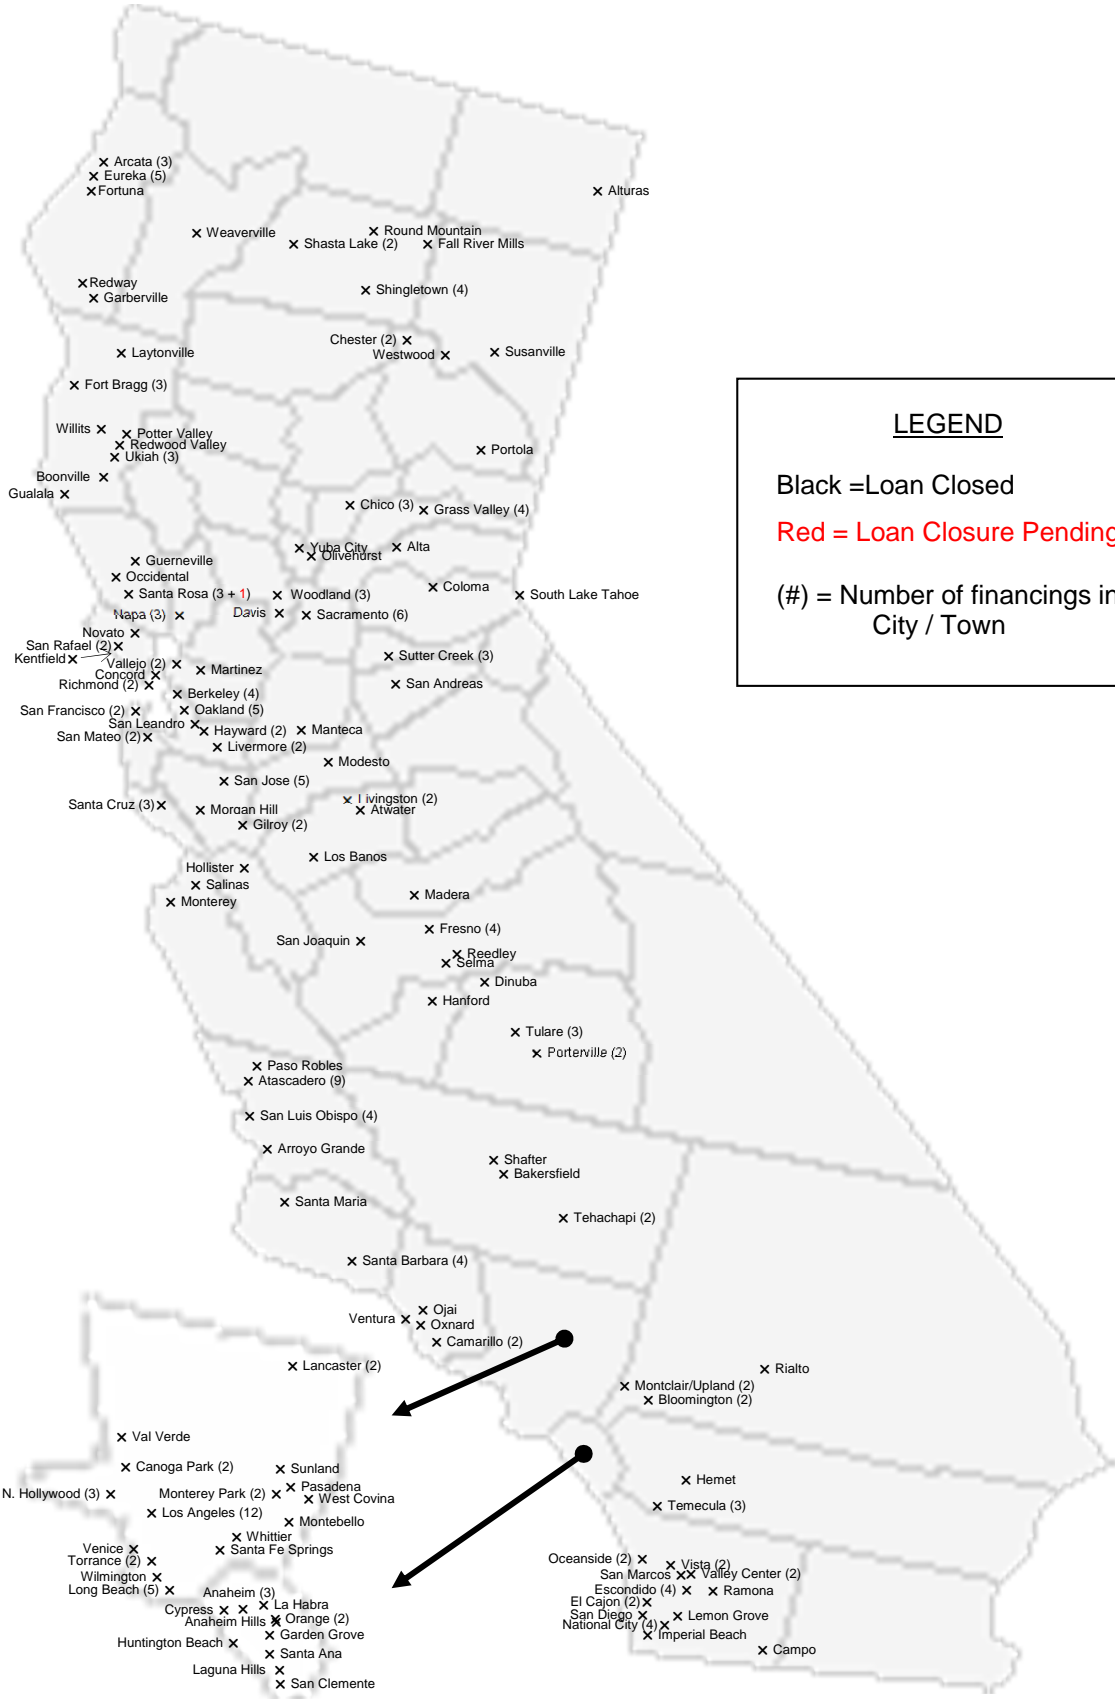 Arcata (3)
Eureka (5)
Fortuna
Alturas
Weaverville
Round Mountain
Shasta Lake (2)
Fall River Mills
Redway
Garberville
Shingletown (4)
Chester (2)
Westwood
Susanville
Laytonville
Fort Bragg (3)
Willits
Potter Valley
Redwood Valley
Ukiah (3)
Portola
Boonville
Gualala
Chico (3)
Grass Valley (4)
LEGEND
Black =Loan Closed
Red = Loan Closure Pending
(#) = Number of financings in
City / Town
Yuba City
Olivehurst
Alta
Guerneville
Occidental
Santa Rosa (3 + 1)
Woodland (3)
Coloma
South Lake Tahoe
Napa (3)
Davis
Sacramento (6)
Novato
San Rafael (2)
Kentfield
Vallejo (2)
Concord
Martinez
Richmond (2)
Sutter Creek (3)
San Andreas
Berkeley (4)
San Francisco (2)
Oakland (5)
San Leandro
San Mateo (2)
Hayward (2)
Manteca
Livermore (2)
Modesto
San Jose (5)
Santa Cruz (3)
Morgan Hill
Livingston (2)
Atwater
Gilroy (2)
Los Banos
Hollister
Salinas
Monterey
Madera
Fresno (4)
San Joaquin
Reedley
Selma
Dinuba
Hanford
Tulare (3)
Porterville (2)
Paso Robles
Atascadero (9)
San Luis Obispo (4)
Arroyo Grande
Shafter
Bakersfield
Santa Maria
Tehachapi (2)
Santa Barbara (4)
Ojai
Ventura
Oxnard
Camarillo (2)
Lancaster (2)
Rialto
Montclair/Upland (2)
Bloomington (2)
Val Verde
Canoga Park (2)
Sunland
N. Hollywood (3)
Monterey Park (2)
Pasadena
West Covina
Los Angeles (12)
Montebello
Whittier
Santa Fe Springs
Venice
Torrance (2)
Wilmington
Long Beach (5)
Hemet
Temecula (3)
Anaheim (3)
La Habra
Cypress
Anaheim Hills
Orange (2)
Garden Grove
Huntington Beach
Santa Ana
Laguna Hills
San Clemente
Oceanside (2)
Vista (2)
San Marcos
Valley Center (2)
Escondido (4)
Ramona
El Cajon (2)
San Diego
Lemon Grove
National City (4)
Imperial Beach
Campo